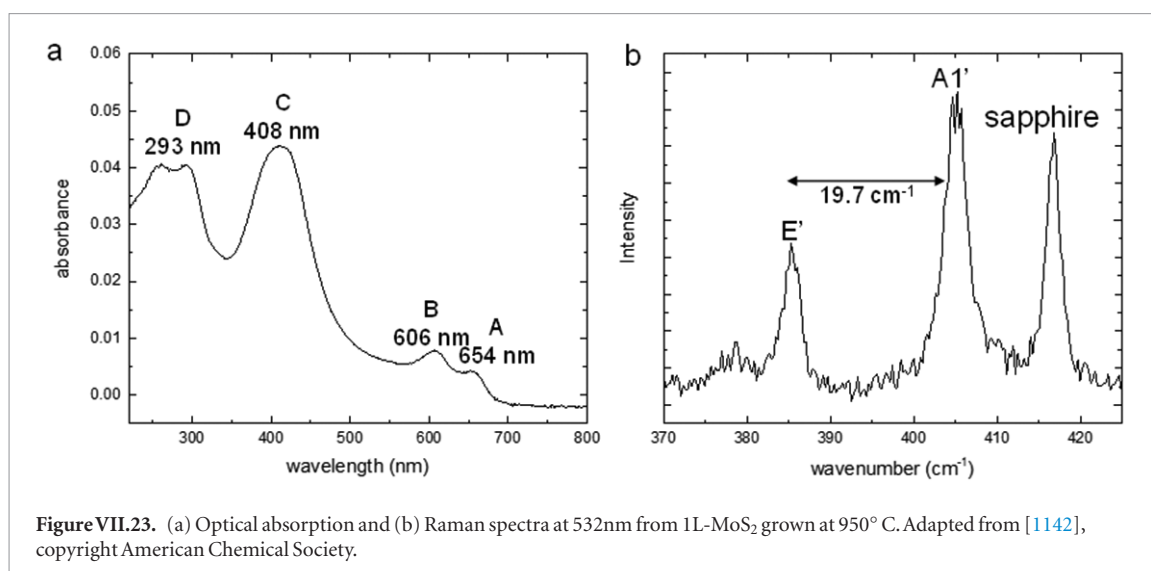 a
0.06
0.05
0.04
0.03
0.02
0.01
0.00
absorbance
D
293 nm
C
408 nm
B
606 nm
A
654 nm
300 400 500 600 700 800
wavelength (nm)
b
Intensity
E'
A1'
sapphire
19.7 cm⁻¹
370 380 390 400 410 420
wavenumber (cm⁻¹)
Figure VII.23. (a) Optical absorption and (b) Raman spectra at 532nm from 1L-MoS₂ grown at 950° C. Adapted from [1142],
copyright American Chemical Society.